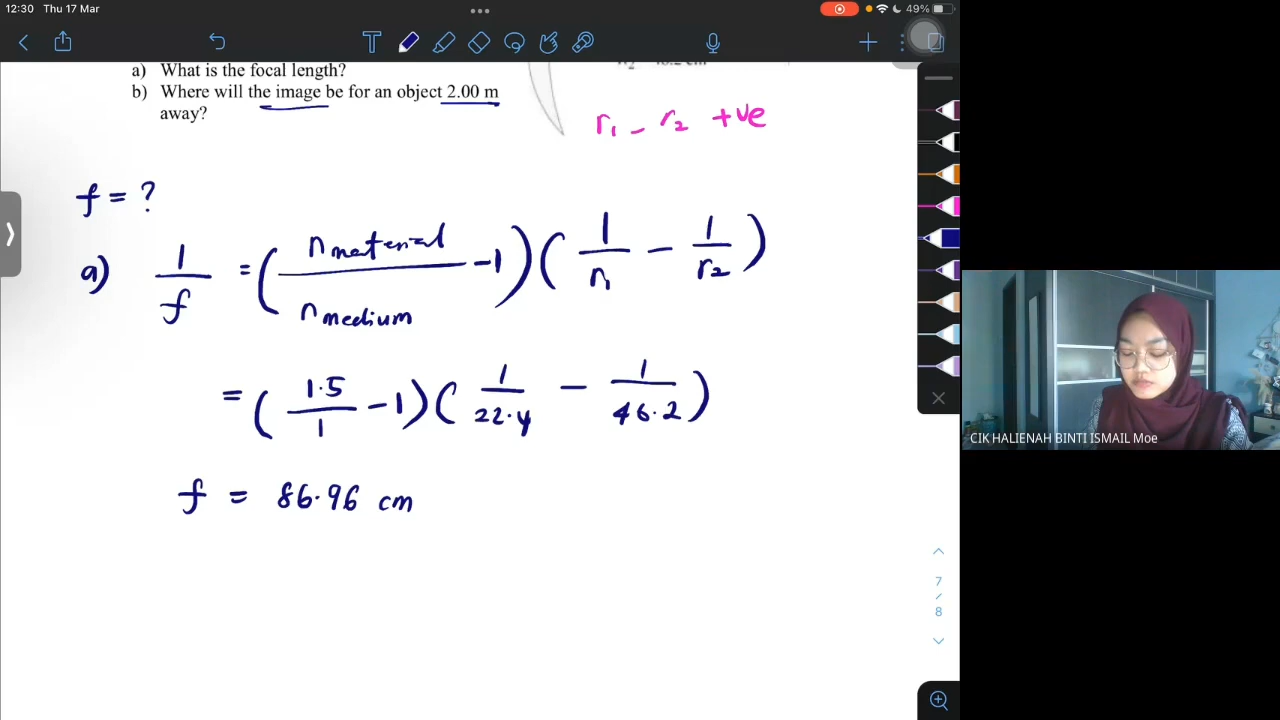 12:30 Thu 17 Mar
49%
a) What is the focal length?
b) Where will the image be for an object 2.00 m
away?
r1 - r2 +ve
f = ?
a) 1/f = (n material / n medium - 1)(1/r1 - 1/r2)
= (1.5/1 - 1)(1/22.4 - 1/46.2)
f = 86.96 cm
7
/
8
CIK HALIENAH BINTI ISMAIL Moe